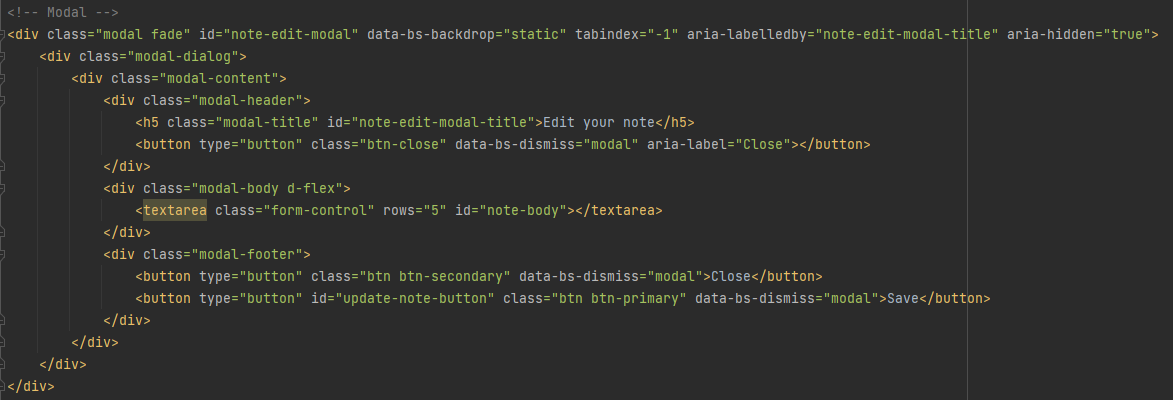 <!-- Modal -->
<div class="modal fade" id="note-edit-modal" data-bs-backdrop="static" tabindex="-1" aria-labelledby="note-edit-modal-title" aria-hidden="true">
    <div class="modal-dialog">
        <div class="modal-content">
            <div class="modal-header">
                <h5 class="modal-title" id="note-edit-modal-title">Edit your note</h5>
                <button type="button" class="btn-close" data-bs-dismiss="modal" aria-label="Close"></button>
            </div>
            <div class="modal-body d-flex">
                <textarea class="form-control" rows="5" id="note-body"></textarea>
            </div>
            <div class="modal-footer">
                <button type="button" class="btn btn-secondary" data-bs-dismiss="modal">Close</button>
                <button type="button" id="update-note-button" class="btn btn-primary" data-bs-dismiss="modal">Save</button>
            </div>
        </div>
    </div>
</div>